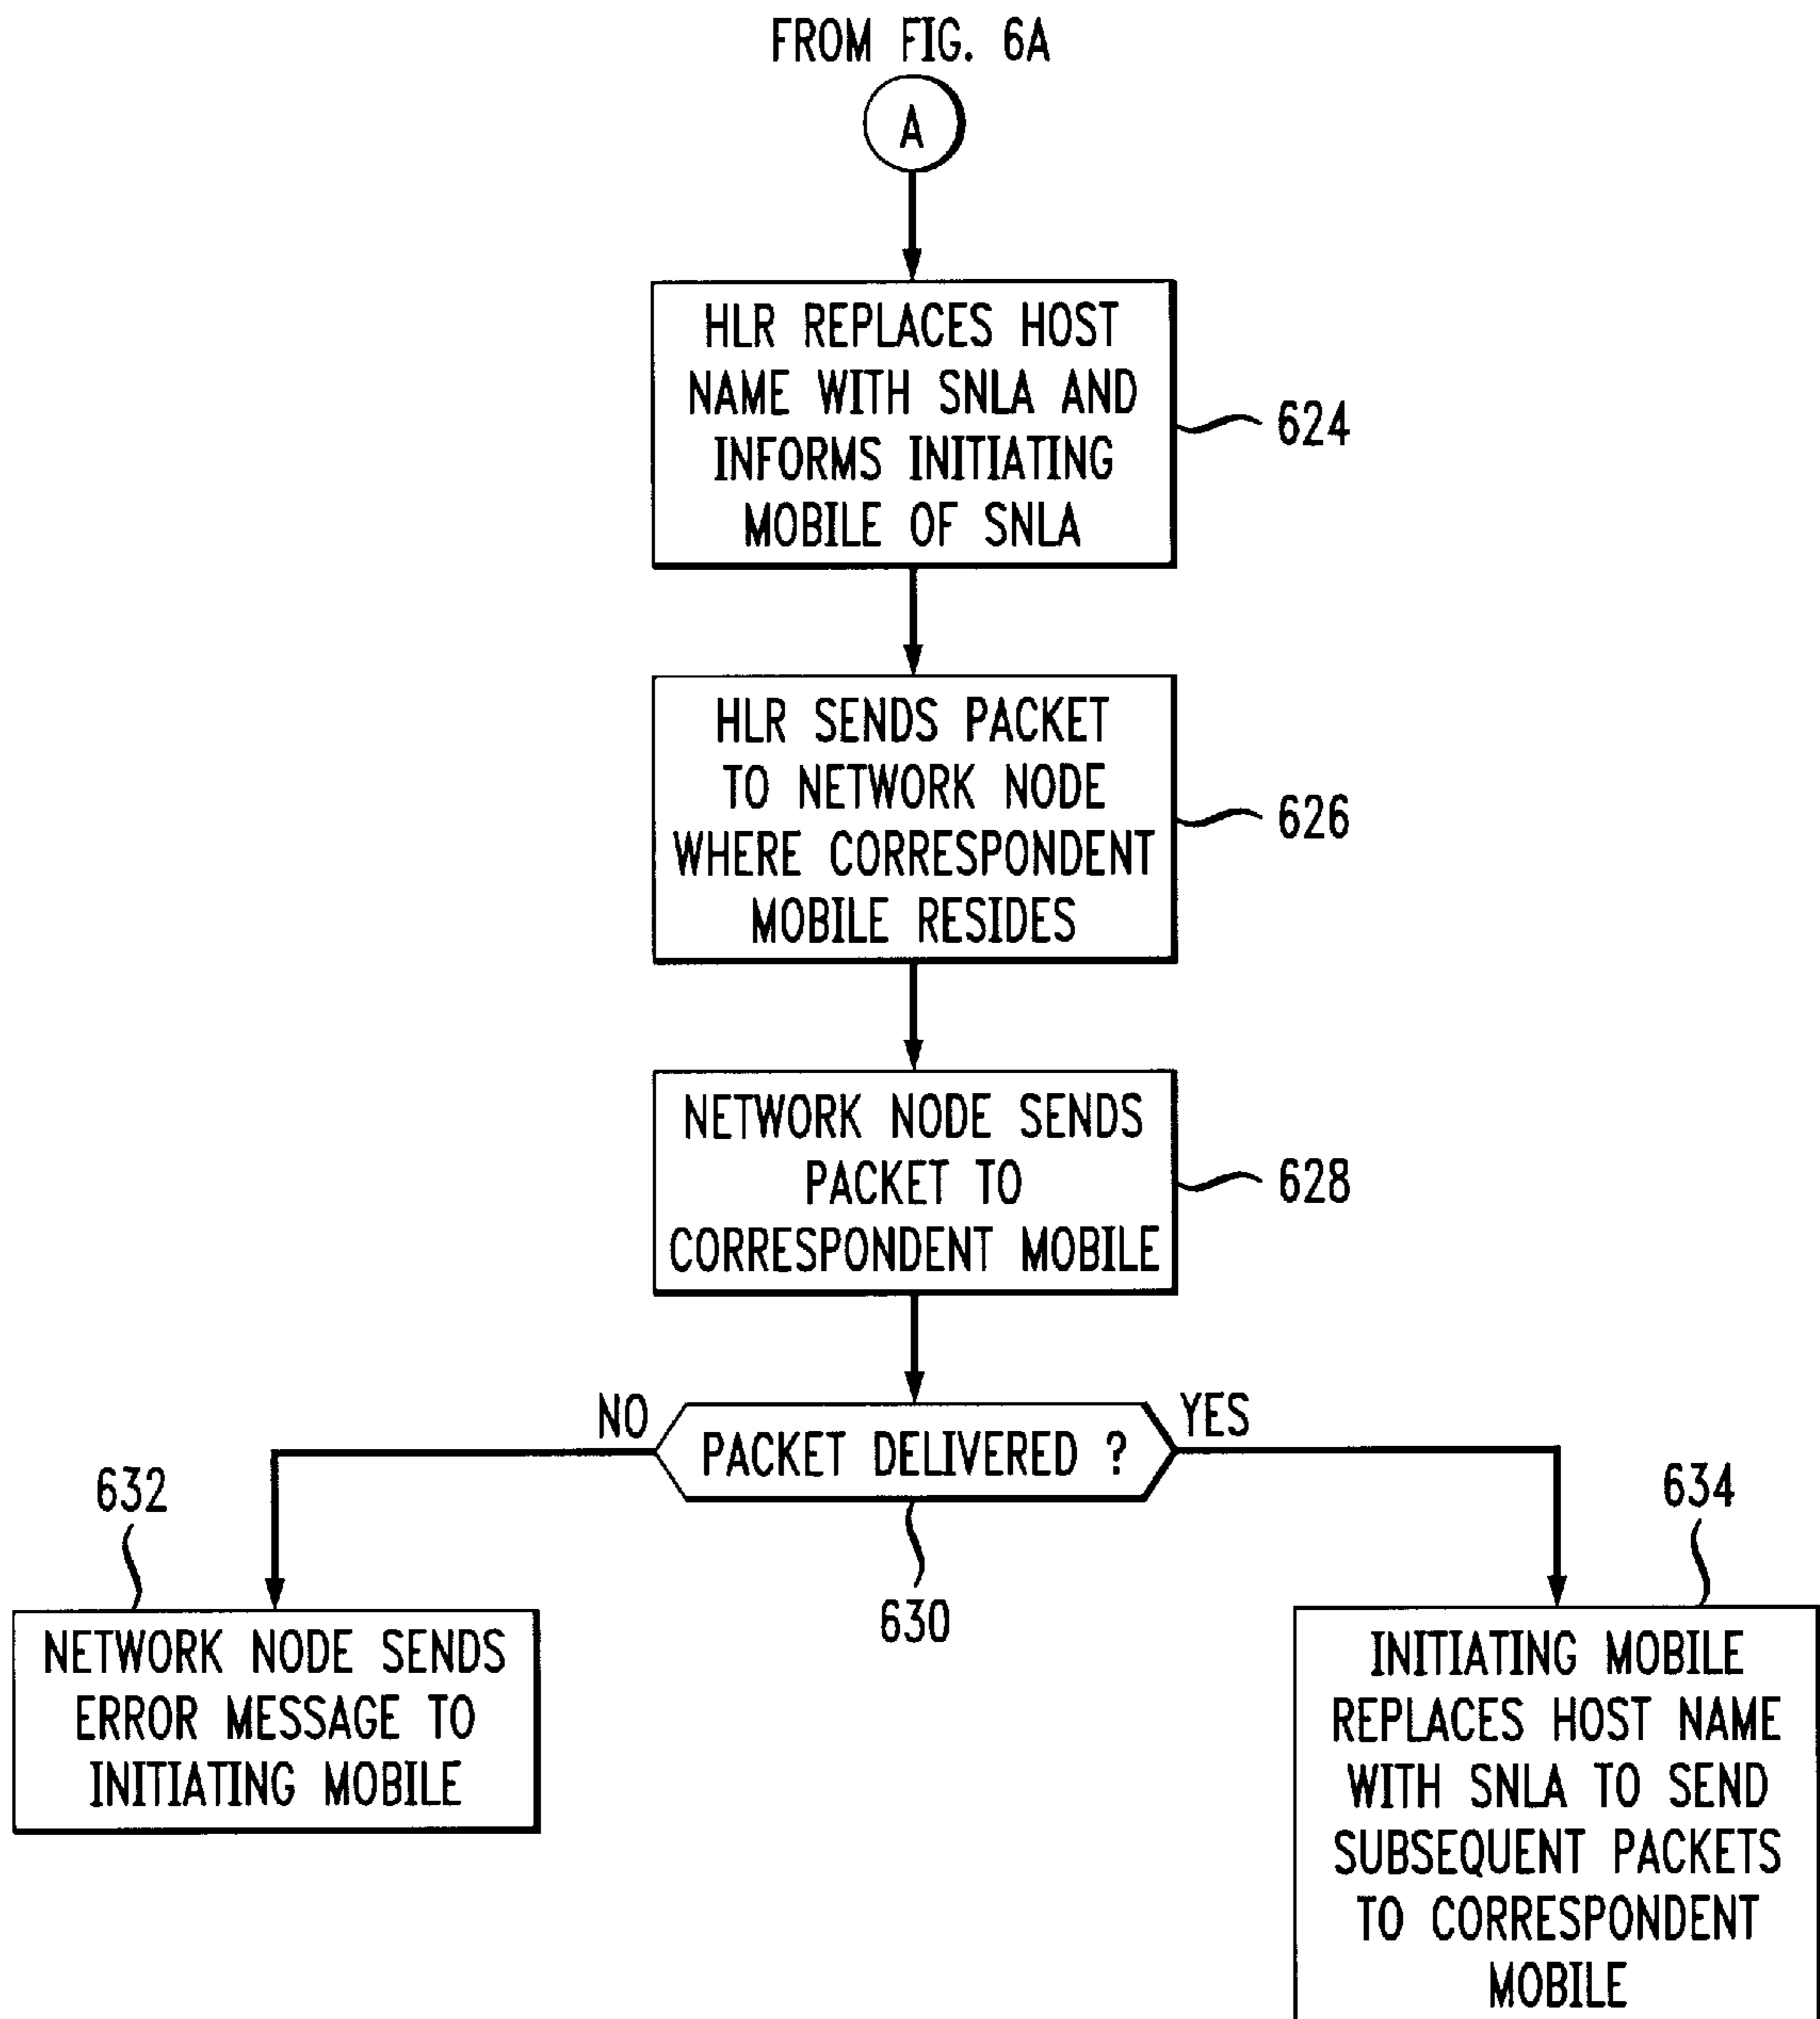 FROM FIG. 6A
A
HLR REPLACES HOST
NAME WITH SNLA AND
INFORMS INITIATING
MOBILE OF SNLA
624
HLR SENDS PACKET
TO NETWORK NODE
WHERE CORRESPONDENT
MOBILE RESIDES
626
NETWORK NODE SENDS
PACKET TO
CORRESPONDENT MOBILE
628
NO
PACKET DELIVERED ?
YES
630
632
NETWORK NODE SENDS
ERROR MESSAGE TO
INITIATING MOBILE
634
INITIATING MOBILE
REPLACES HOST NAME
WITH SNLA TO SEND
SUBSEQUENT PACKETS
TO CORRESPONDENT
MOBILE